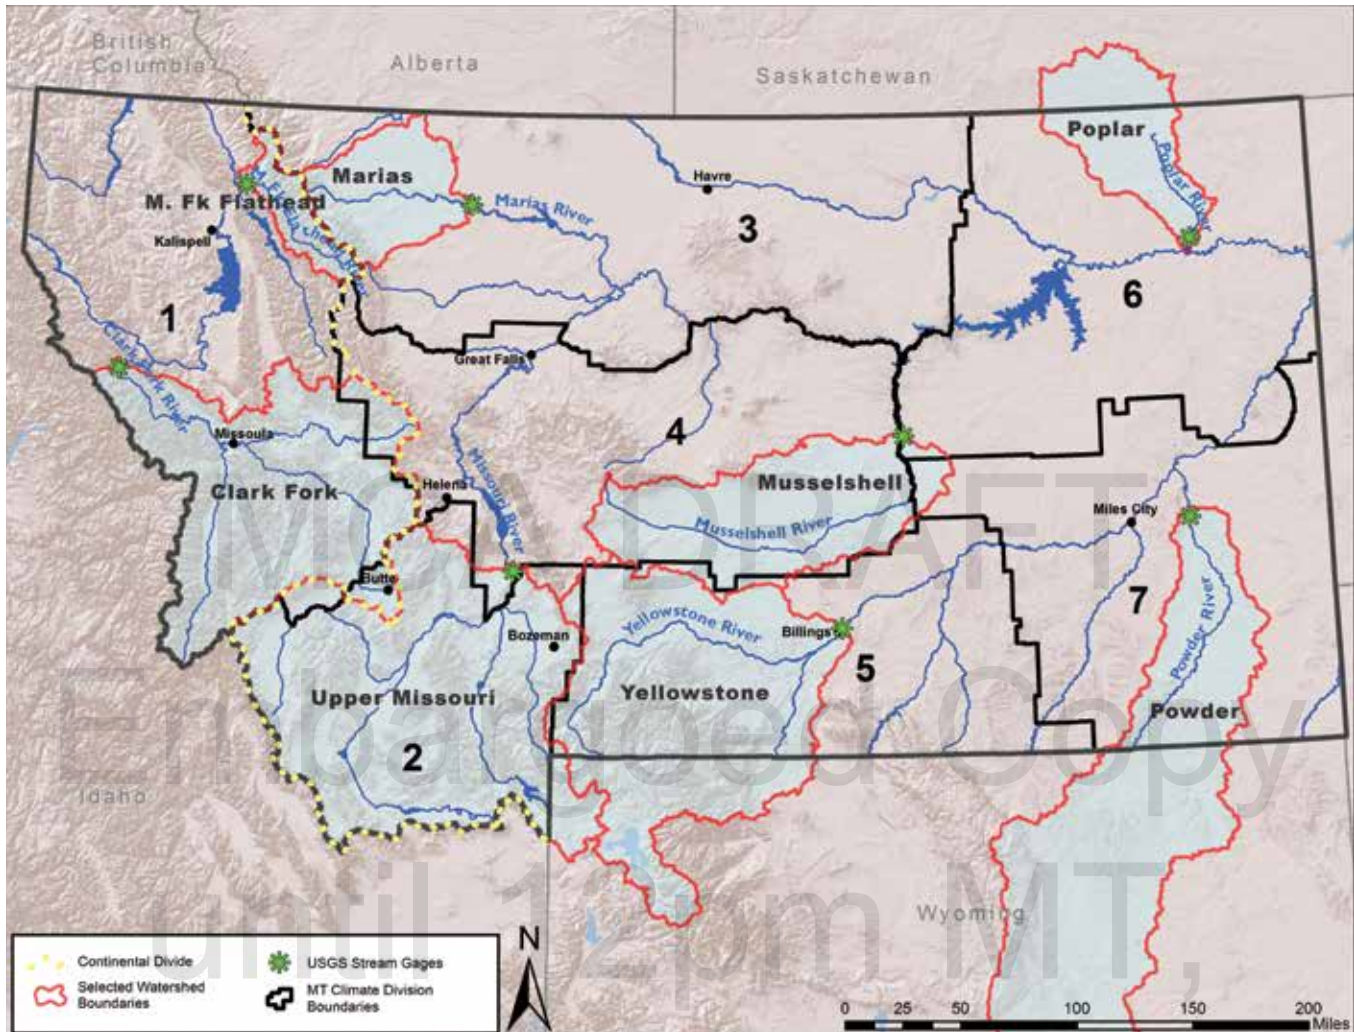 British
Columbia
Alberta
Saskatchewan
Poplar
Poplar River
Marias
Marias River
Havre
M. Fk Flathead
Kalispell
3
6
1
Clark Fork River
Great Falls
4
Missoula
Missouri River
Helena
Clark Fork
Musselshell
Musselshell River
Miles City
MCA DRAFT
Butte
7
Powder River
Bozeman
Yellowstone River
Billings
5
Upper Missouri
Yellowstone
Powder
2
Embargoed Copy
Idaho
Wyoming
until 12pm MT,
Continental Divide
USGS Stream Gages
Selected Watershed
Boundaries
MT Climate Division
Boundaries
N
0 25 50 100 150 200
Miles